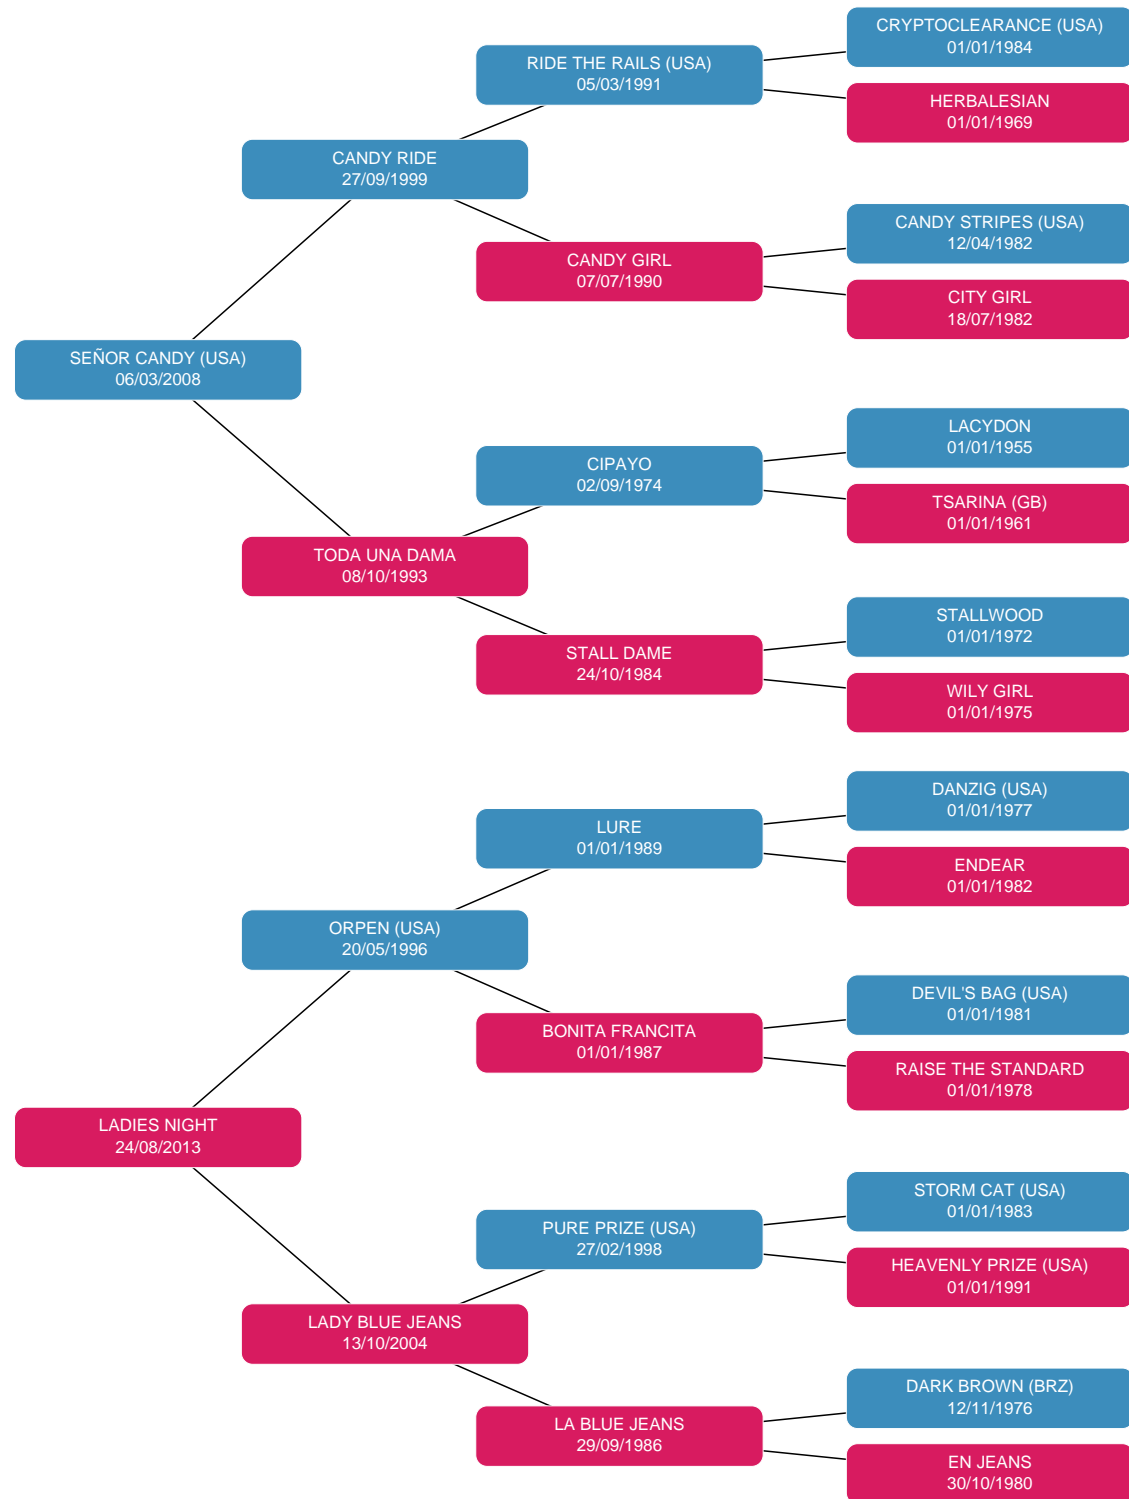 CRYPTOCLEARANCE (USA)
01/01/1984
RIDE THE RAILS (USA)
05/03/1991
HERBALESIAN
01/01/1969
CANDY RIDE
27/09/1999
CANDY STRIPES (USA)
12/04/1982
CANDY GIRL
07/07/1990
CITY GIRL
18/07/1982
SEÑOR CANDY (USA)
06/03/2008
LACYDON
01/01/1955
CIPAYO
02/09/1974
TSARINA (GB)
01/01/1961
TODA UNA DAMA
08/10/1993
STALLWOOD
01/01/1972
STALL DAME
24/10/1984
WILY GIRL
01/01/1975
DANZIG (USA)
01/01/1977
LURE
01/01/1989
ENDEAR
01/01/1982
ORPEN (USA)
20/05/1996
DEVIL'S BAG (USA)
01/01/1981
BONITA FRANCITA
01/01/1987
RAISE THE STANDARD
01/01/1978
LADIES NIGHT
24/08/2013
STORM CAT (USA)
01/01/1983
PURE PRIZE (USA)
27/02/1998
HEAVENLY PRIZE (USA)
01/01/1991
LADY BLUE JEANS
13/10/2004
DARK BROWN (BRZ)
12/11/1976
LA BLUE JEANS
29/09/1986
EN JEANS
30/10/1980